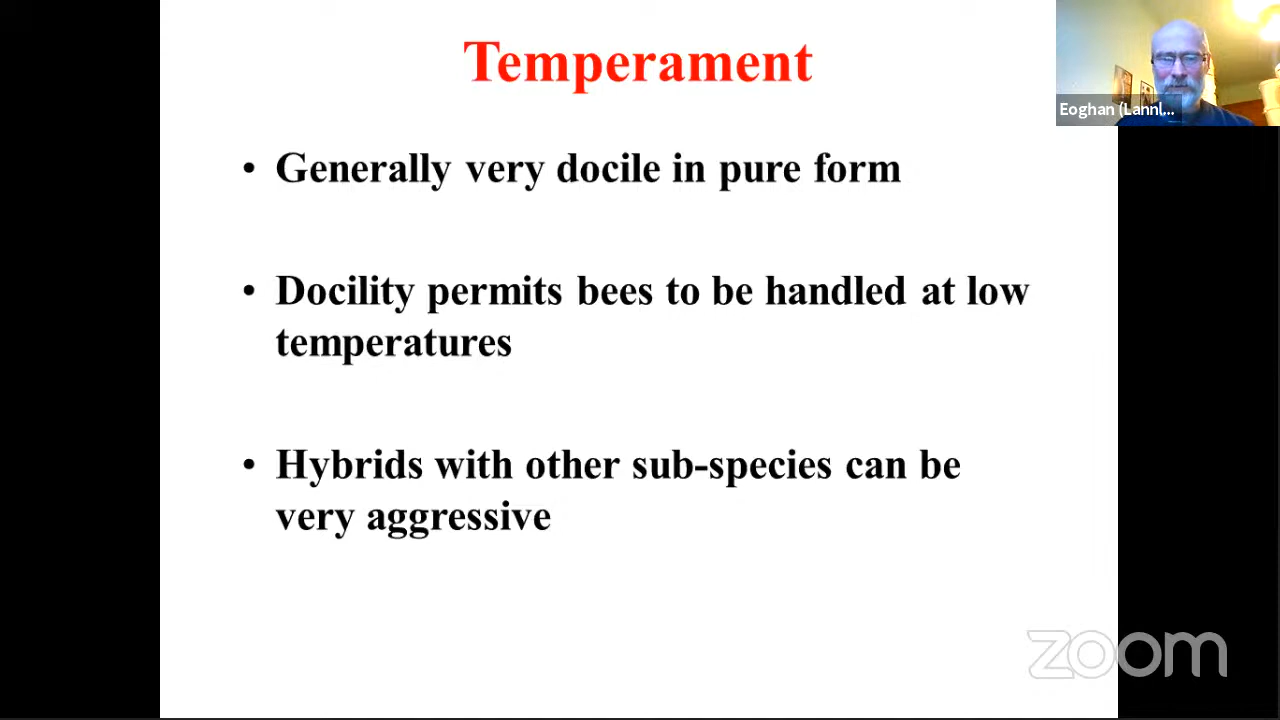 Temperament
Eoghan (Lannl...
• Generally very docile in pure form
• Docility permits bees to be handled at low
temperatures
• Hybrids with other sub-species can be
very aggressive
zoom